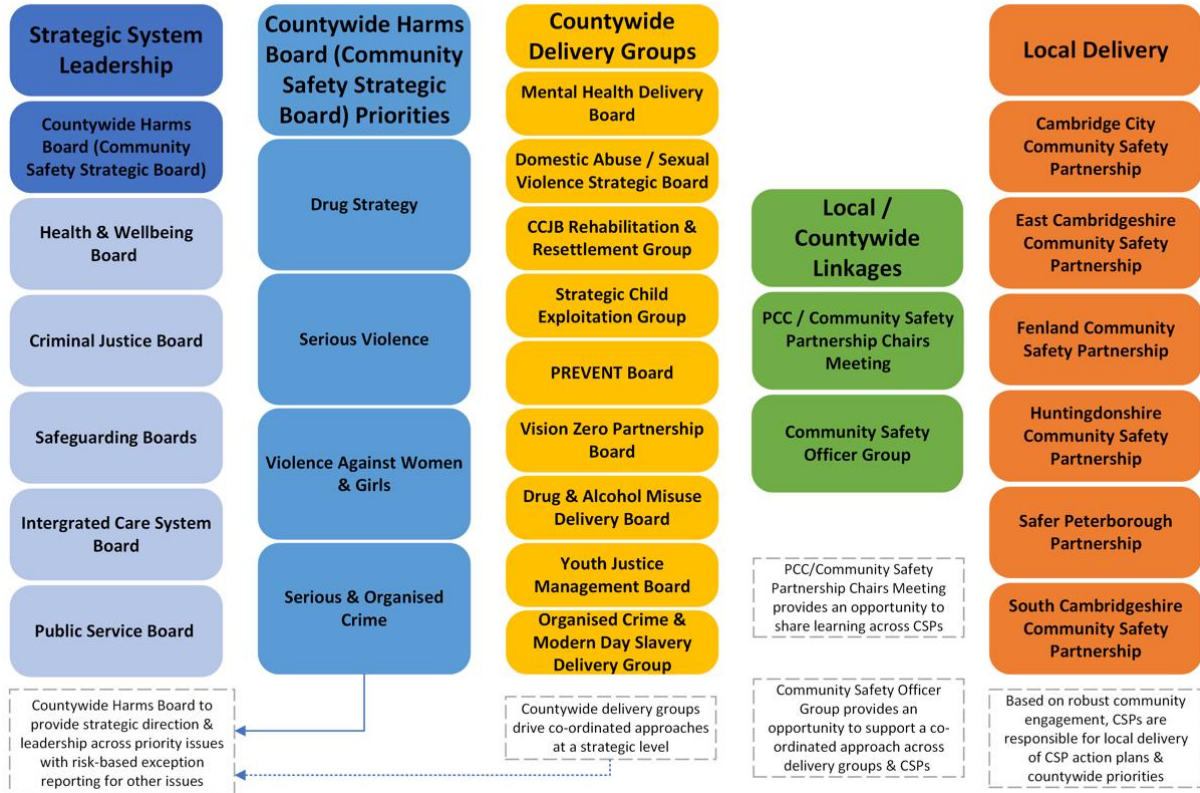 Strategic System
Leadership
Countywide Harms
Board (Community
Safety Strategic Board)
Health & Wellbeing
Board
Criminal Justice Board
Safeguarding Boards
Intergrated Care System
Board
Public Service Board
Countywide Harms Board to
provide strategic direction &
leadership across priority issues
with risk-based exception
reporting for other issues
Countywide Harms
Board (Community
Safety Strategic
Board) Priorities
Drug Strategy
Serious Violence
Violence Against Women
& Girls
Serious & Organised
Crime
Countywide
Delivery Groups
Mental Health Delivery
Board
Domestic Abuse / Sexual
Violence Strategic Board
CCJB Rehabilitation &
Resettlement Group
Strategic Child
Exploitation Group
PREVENT Board
Vision Zero Partnership
Board
Drug & Alcohol Misuse
Delivery Board
Youth Justice
Management Board
Organised Crime &
Modern Day Slavery
Delivery Group
Countywide delivery groups
drive co-ordinated approaches
at a strategic level
Local /
Countywide
Linkages
PCC / Community Safety
Partnership Chairs
Meeting
Community Safety
Officer Group
PCC/Community Safety
Partnership Chairs Meeting
provides an opportunity to
share learning across CSPs
Community Safety Officer
Group provides an
opportunity to support a co-
ordinated approach across
delivery groups & CSPs
Local Delivery
Cambridge City
Community Safety
Partnership
East Cambridgeshire
Community Safety
Partnership
Fenland Community
Safety Partnership
Huntingdonshire
Community Safety
Partnership
Safer Peterborough
Partnership
South Cambridgeshire
Community Safety
Partnership
Based on robust community
engagement, CSPs are
responsible for local delivery
of CSP action plans &
countywide priorities